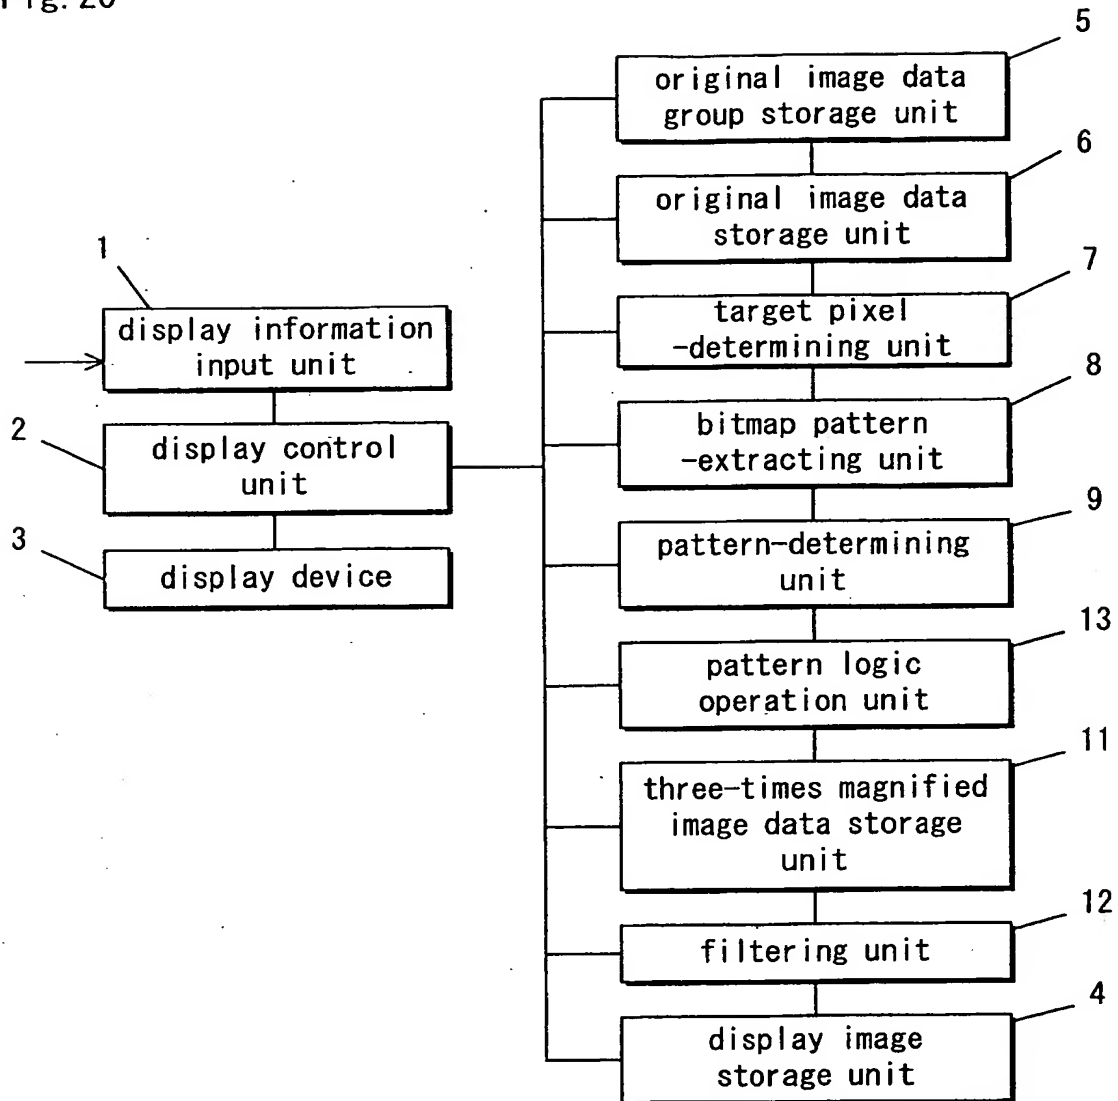 Fig. 20
5
original image data
group storage unit
6
original image data
storage unit
1
display information
input unit
7
target pixel
-determining unit
2
display control
unit
8
bitmap pattern
-extracting unit
3
display device
9
pattern-determining
unit
13
pattern logic
operation unit
11
three-times magnified
image data storage
unit
12
filtering unit
4
display image
storage unit